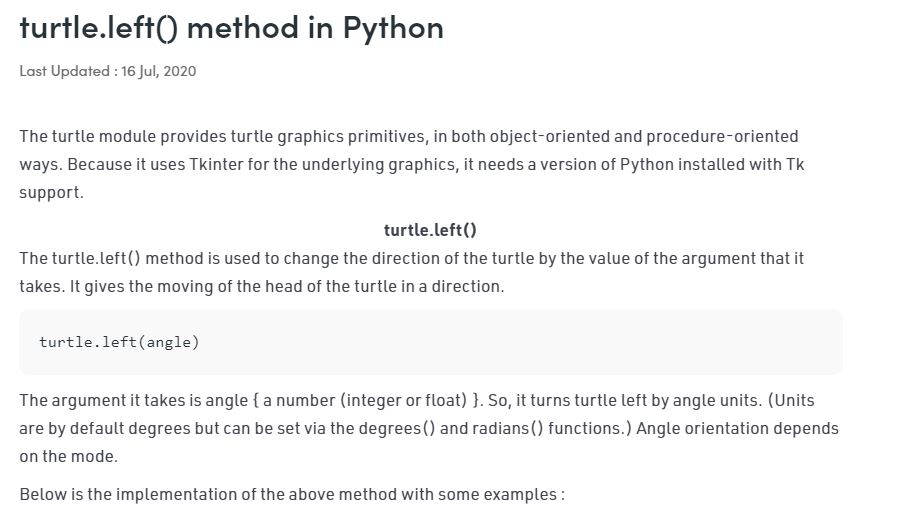 turtle.left() method in Python
Last Updated : 16 Jul, 2020
The turtle module provides turtle graphics primitives, in both object-oriented and procedure-oriented
ways. Because it uses Tkinter for the underlying graphics, it needs a version of Python installed with Tk
support.
turtle.left()
The turtle.left() method is used to change the direction of the turtle by the value of the argument that it
takes. It gives the moving of the head of the turtle in a direction.
turtle.left(angle)
The argument it takes is angle { a number (integer or float) }. So, it turns turtle left by angle units. (Units
are by default degrees but can be set via the degrees() and radians() functions.) Angle orientation depends
on the mode.
Below is the implementation of the above method with some examples :